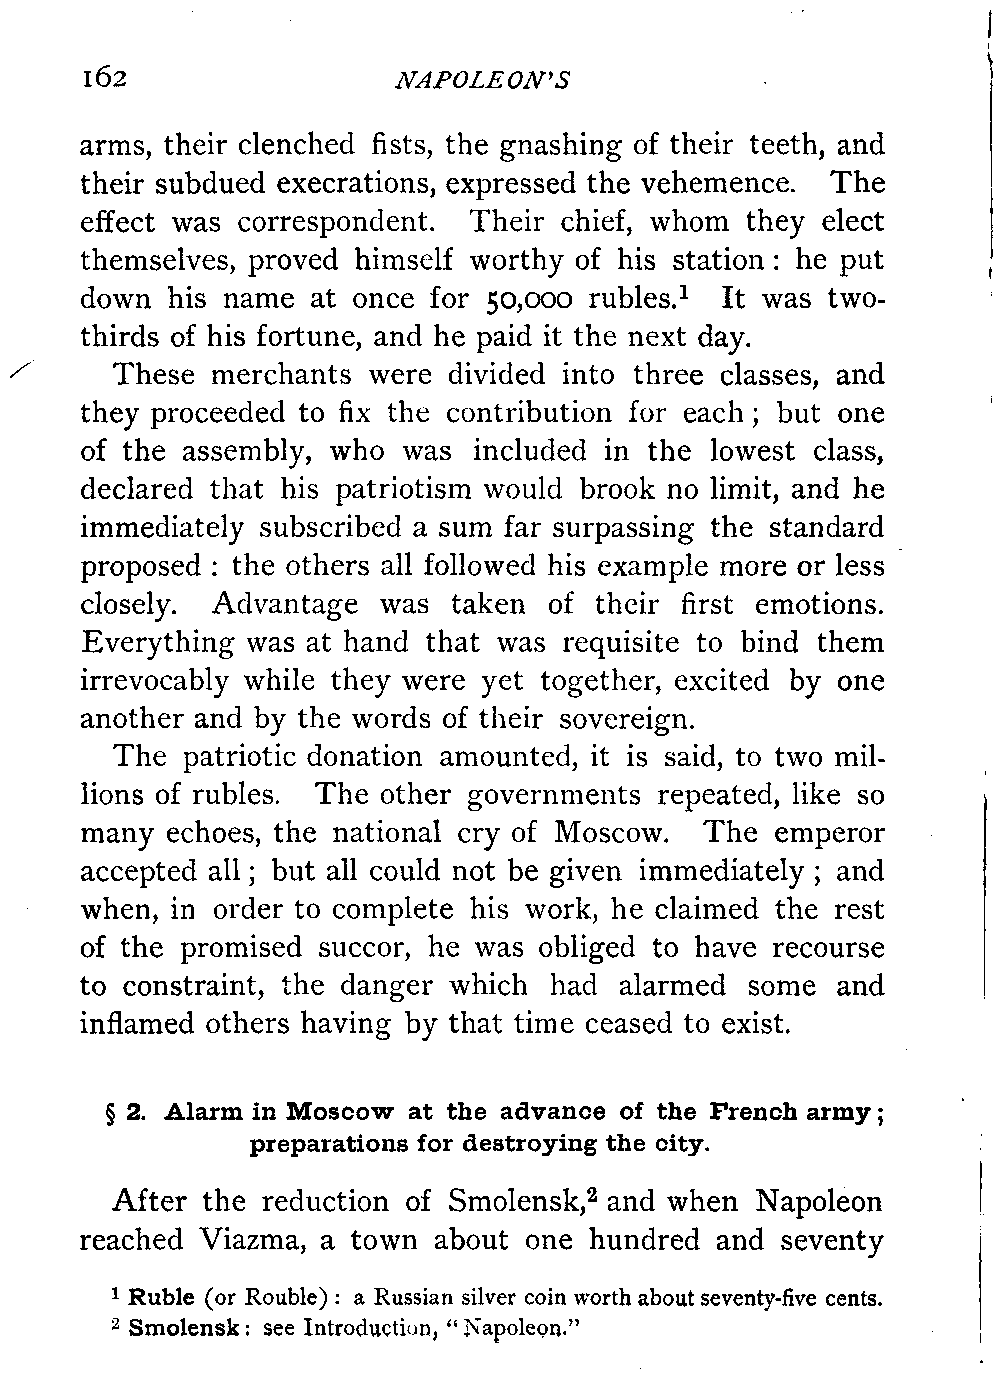 162 NAPOLEON'S
arms, their clenched fists, the gnashing of their teeth, and
their subdued execrations, expressed the vehemence. The
effect was correspondent. Their chief, whom they elect
themselves, proved himself worthy of his station: he put
down his name at once for 50,000 rubles.¹ It was two-
thirds of his fortune, and he paid it the next day.
These merchants were divided into three classes, and
they proceeded to fix the contribution for each; but one
of the assembly, who was included in the lowest class,
declared that his patriotism would brook no limit, and he
immediately subscribed a sum far surpassing the standard
proposed : the others all followed his example more or less
closely. Advantage was taken of their first emotions.
Everything was at hand that was requisite to bind them
irrevocably while they were yet together, excited by one
another and by the words of their sovereign.
The patriotic donation amounted, it is said, to two mil-
lions of rubles. The other governments repeated, like so
many echoes, the national cry of Moscow. The emperor
accepted all; but all could not be given immediately; and
when, in order to complete his work, he claimed the rest
of the promised succor, he was obliged to have recourse
to constraint, the danger which had alarmed some and
inflamed others having by that time ceased to exist.
§ 2. Alarm in Moscow at the advance of the French army;
preparations for destroying the city.
After the reduction of Smolensk,² and when Napoleon
reached Viazma, a town about one hundred and seventy
¹ Ruble (or Rouble): a Russian silver coin worth about seventy-five cents.
² Smolensk: see Introduction, "Napoleon."